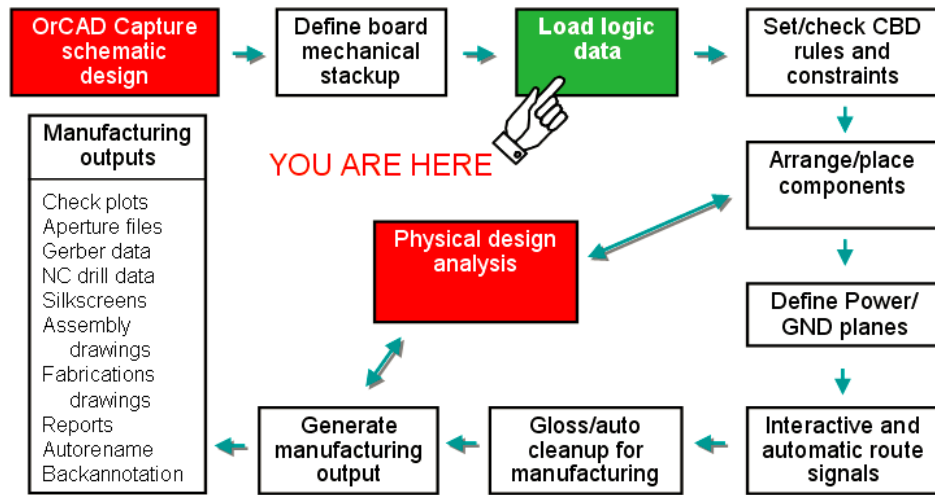 OrCAD Capture
schematic
design
Define board
mechanical
stackup
Load logic
data
Set/check CBD
rules and
constraints
YOU ARE HERE
Arrange/place
components
Physical design
analysis
Define Power/
GND planes
Interactive and
automatic route
signals
Gloss/auto
cleanup for
manufacturing
Generate
manufacturing
output
Manufacturing
outputs
Check plots
Aperture files
Gerber data
NC drill data
Silkscreens
Assembly
drawings
Fabrications
drawings
Reports
Autorename
Backannotation